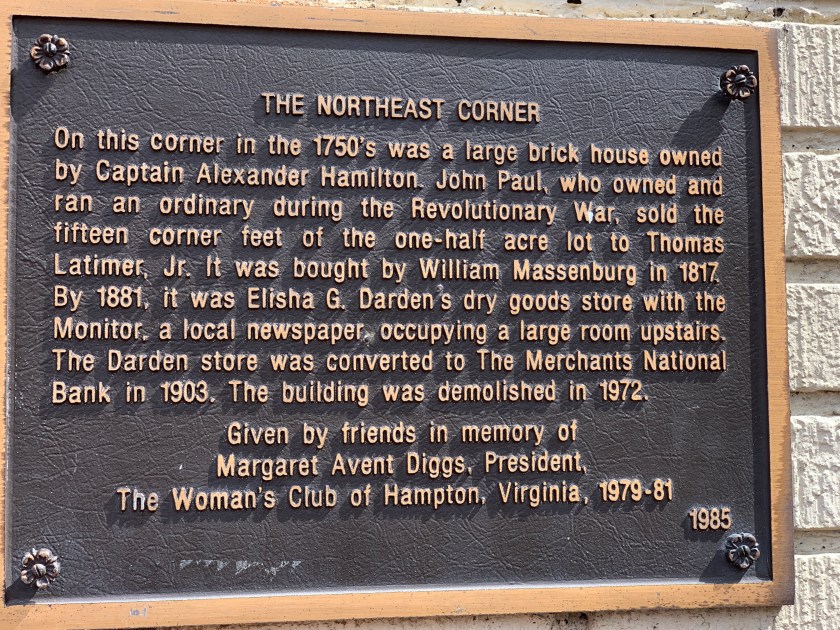 THE NORTHEAST CORNER
On this corner in the 1750's was a large brick house owned
by Captain Alexander Hamilton. John Paul, who owned and
ran an ordinary during the Revolutionary War, sold the
fifteen corner feet of the one-half acre lot to Thomas
Latimer, Jr. It was bought by William Massenburg in 1817.
By 1881, it was Elisha G. Darden's dry goods store with the
Monitor, a local newspaper, occupying a large room upstairs.
The Darden store was converted to The Merchants National
Bank in 1903. The building was demolished in 1972.
Given by friends in memory of
Margaret Avent Diggs, President,
The Woman's Club of Hampton, Virginia, 1979-81
1985